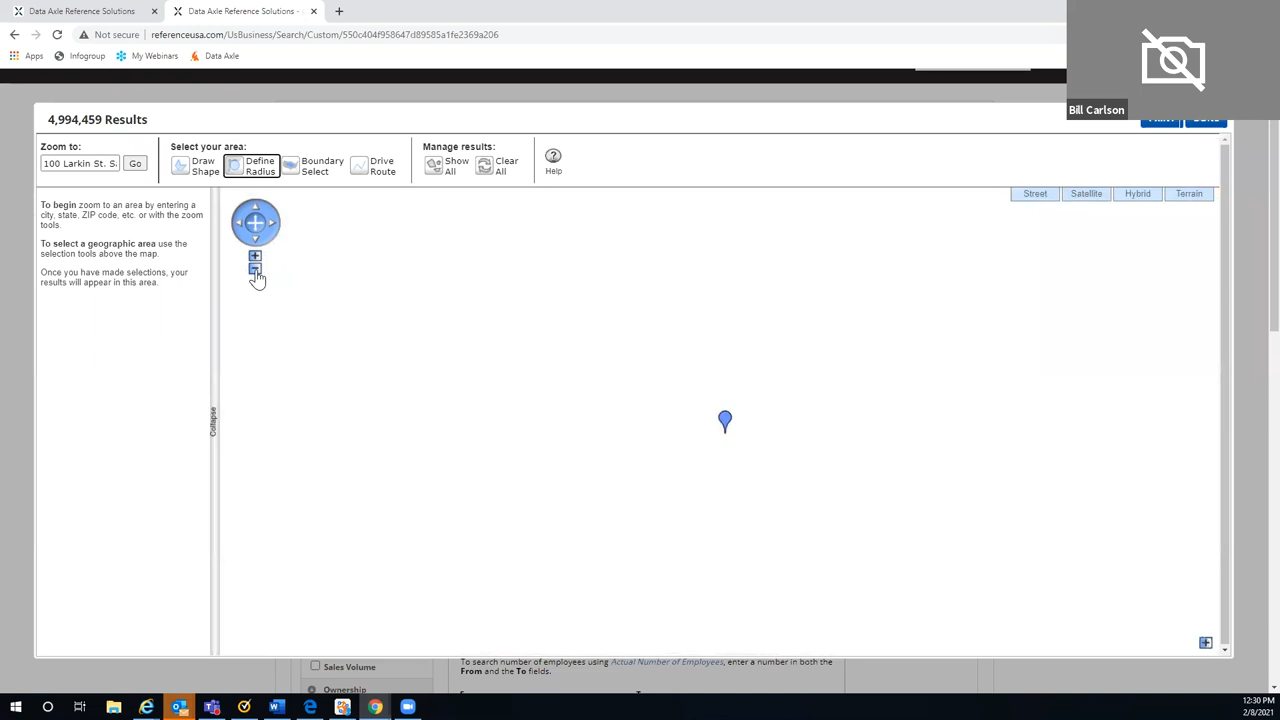 Data Axle Reference Solutions
Data Axle Reference Solutions -
Not secure
referenceusa.com/UsBusiness/Search/Custom/550c404f958647d89585a1fe2369a206
Apps
Infogroup
My Webinars
Data Axle
Bill Carlson
4,994,459 Results
Zoom to:
100 Larkin St. S
Go
Select your area:
Draw Shape
Define Radius
Boundary Select
Drive Route
Manage results:
Show All
Clear All
Help
Street
Satellite
Hybrid
Terrain
To begin zoom to an area by entering a
city, state, ZIP code, etc. or with the zoom
tools.
To select a geographic area use the
selection tools above the map.
Once you have made selections, your
results will appear in this area.
Collapse
Sales Volume
Ownership
To search number of employees using Actual Number of Employees, enter a number in both the
From and the To fields.
12:30 PM
2/8/2021